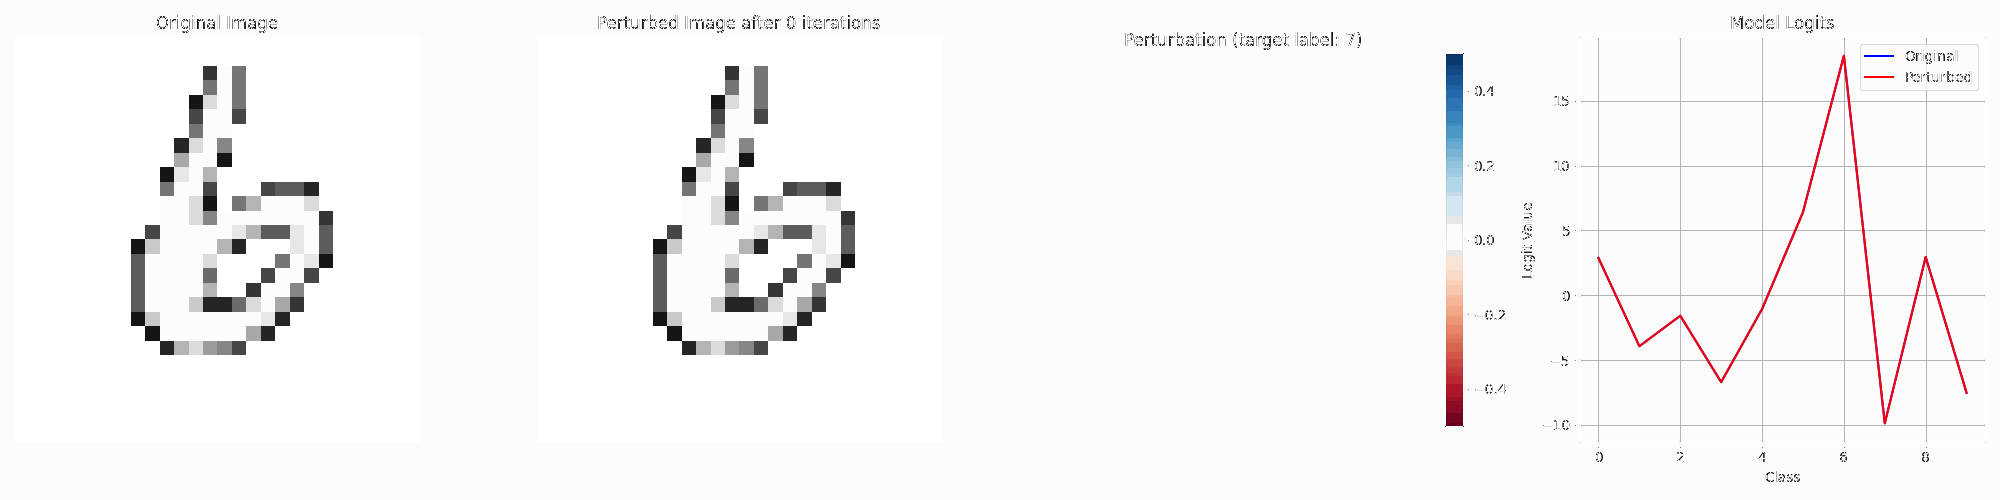 Original Image
Perturbed Image after 0 iterations
Perturbation (target label: 7)
0.4
0.2
0.0
−0.2
−0.4
Model Logits
Original
Perturbed
Logit Value
15
10
5
0
−5
−10
0 2 4 6 8
Class